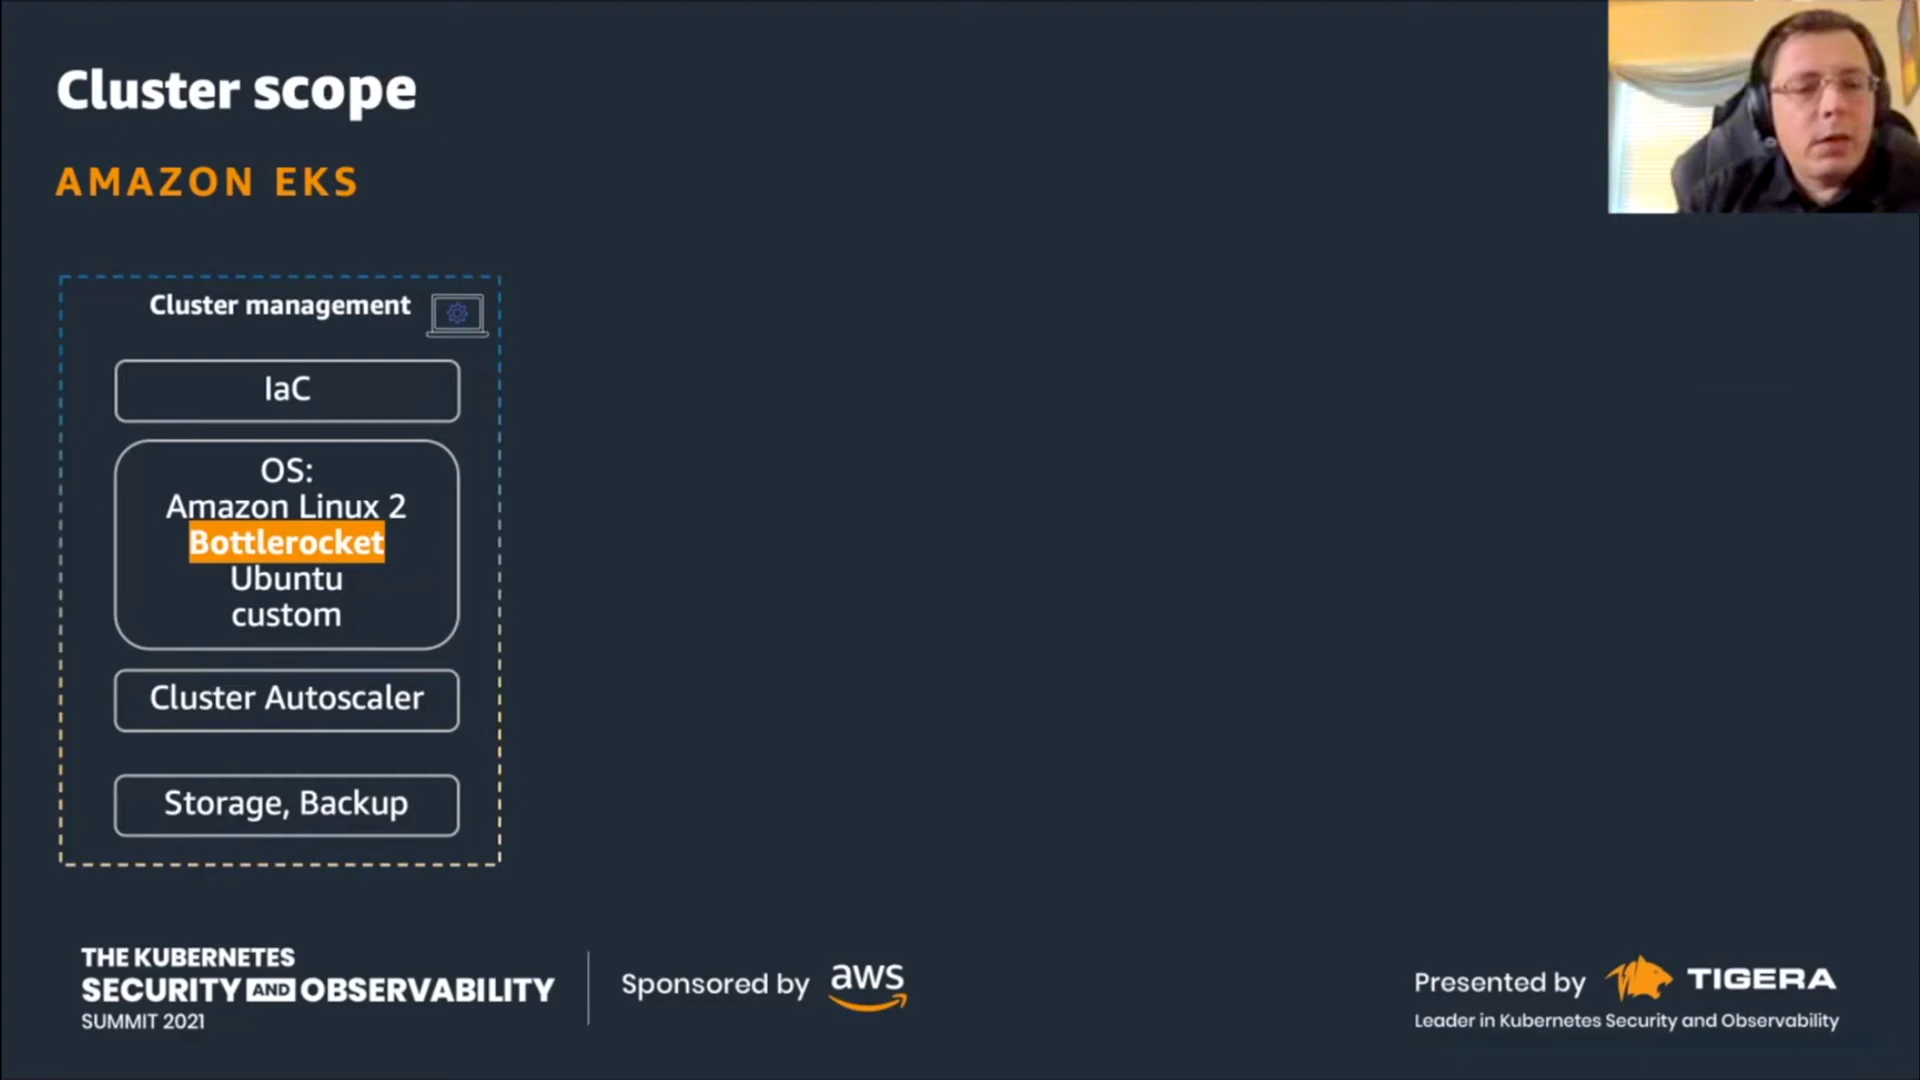 Cluster scope
AMAZON EKS
Cluster management
IaC
OS:
Amazon Linux 2
Bottlerocket
Ubuntu
custom
Cluster Autoscaler
Storage, Backup
THE KUBERNETES
SECURITY AND OBSERVABILITY
SUMMIT 2021
Sponsored by aws
Presented by TIGERA
Leader in Kubernetes Security and Observability